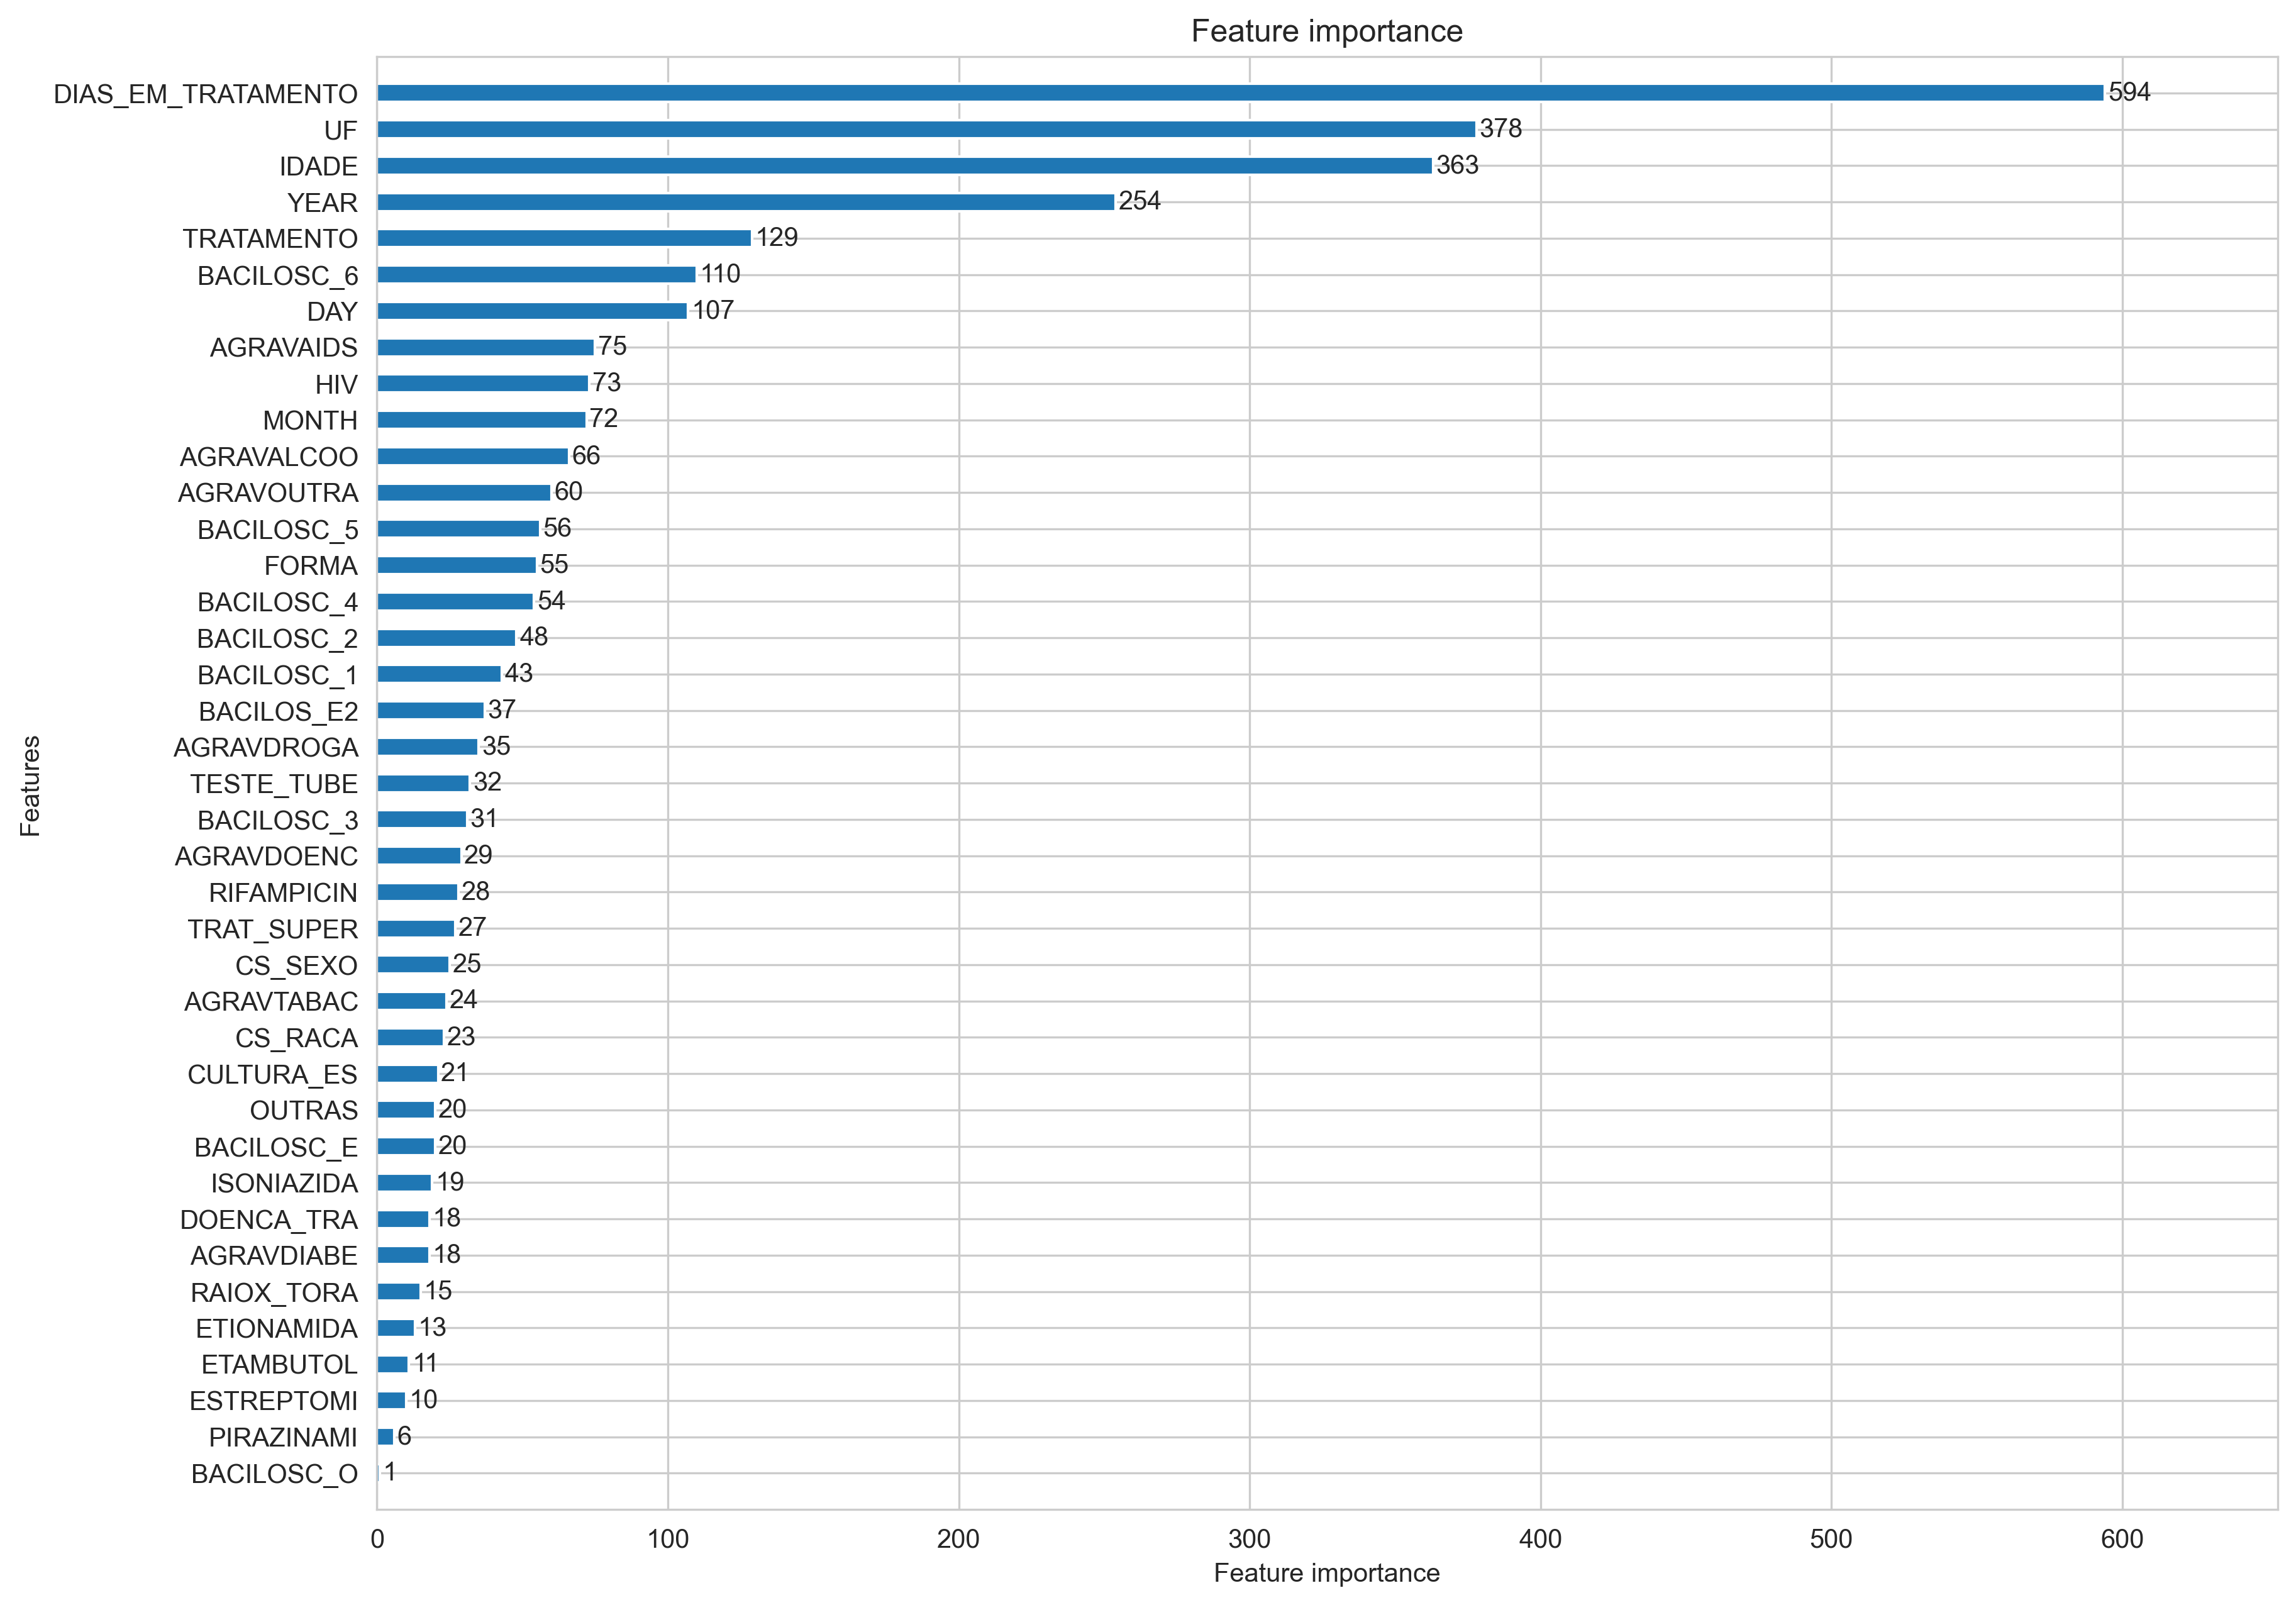 Feature importance
DIAS_EM_TRATAMENTO 594
UF 378
IDADE 363
YEAR 254
TRATAMENTO 129
BACILOSC_6 110
DAY 107
AGRAVAIDS 75
HIV 73
MONTH 72
AGRAVALCOO 66
AGRAVOUTRA 60
BACILOSC_5 56
FORMA 55
BACILOSC_4 54
BACILOSC_2 48
BACILOSC_1 43
BACILOS_E2 37
AGRAVDROGA 35
TESTE_TUBE 32
BACILOSC_3 31
AGRAVDOENC 29
RIFAMPICIN 28
TRAT_SUPER 27
CS_SEXO 25
AGRAVTABAC 24
CS_RACA 23
CULTURA_ES 21
OUTRAS 20
BACILOSC_E 20
ISONIAZIDA 19
DOENCA_TRA 18
AGRAVDIABE 18
RAIOX_TORA 15
ETIONAMIDA 13
ETAMBUTOL 11
ESTREPTOMI 10
PIRAZINAMI 6
BACILOSC_O 1
Features
0 100 200 300 400 500 600
Feature importance